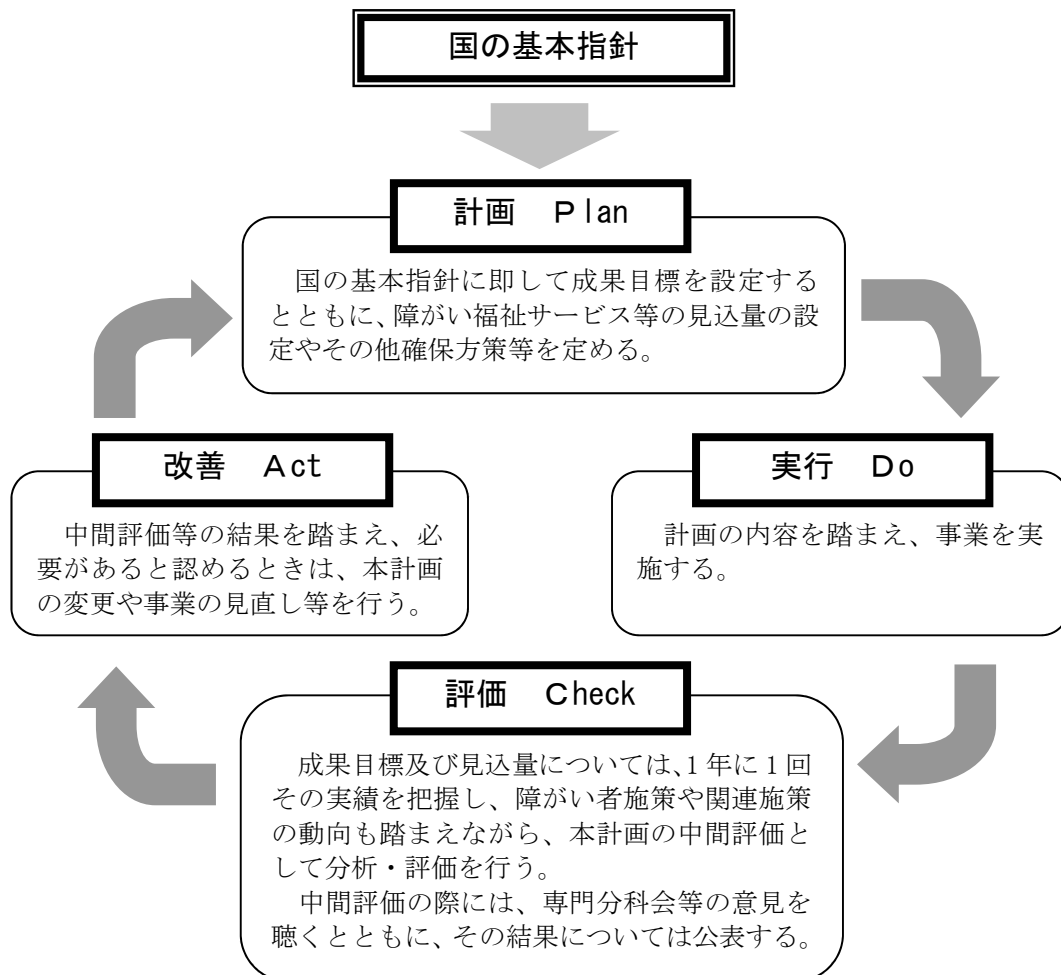 国の基本指針
計画　Ｐlan
国の基本指針に即して成果目標を設定する
とともに、障がい福祉サービス等の見込量の設
定やその他確保方策等を定める。
改善　Ａct
中間評価等の結果を踏まえ、必
要があると認めるときは、本計画
の変更や事業の見直し等を行う。
実行　Ｄo
計画の内容を踏まえ、事業を実
施する。
評価　Ｃheck
成果目標及び見込量については、1 年に 1 回
その実績を把握し、障がい者施策や関連施策
の動向も踏まえながら、本計画の中間評価と
して分析・評価を行う。
中間評価の際には、専門分科会等の意見を
聴くとともに、その結果については公表する。